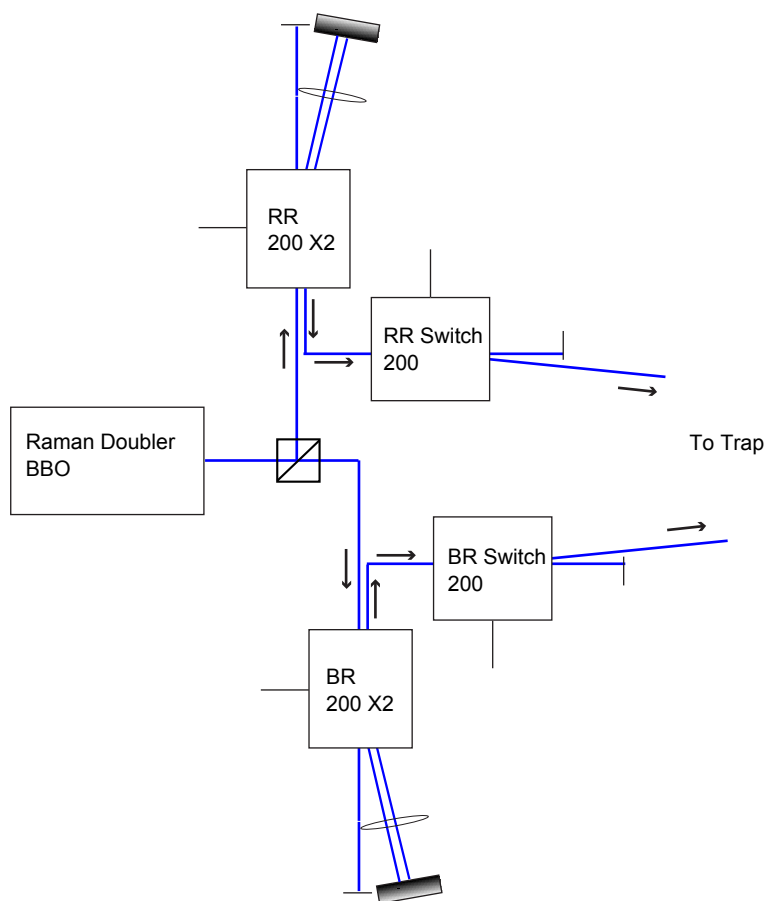 RR
200 X2
RR Switch
200
Raman Doubler
BBO
To Trap
BR Switch
200
BR
200 X2